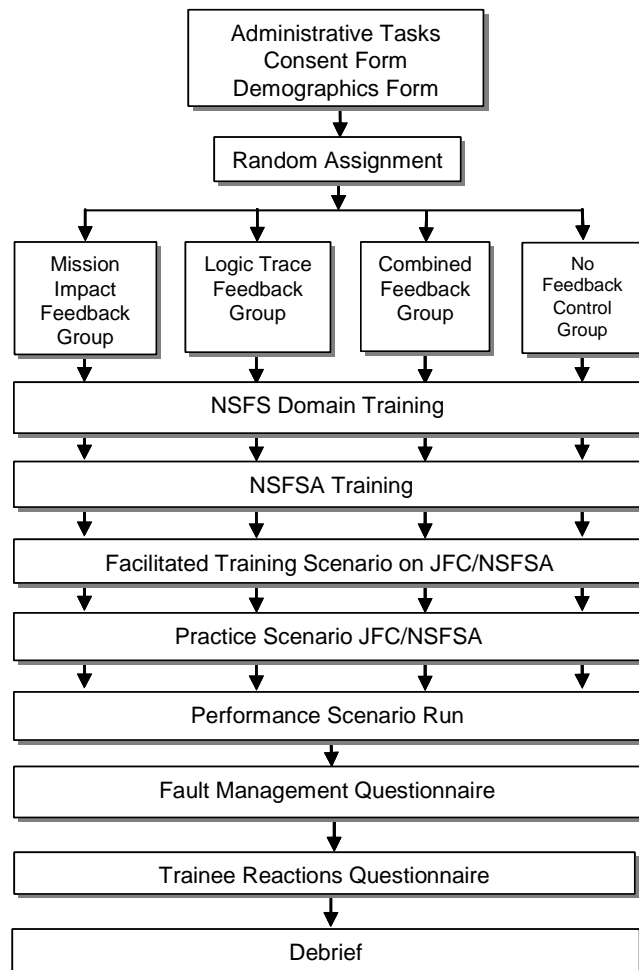 Administrative Tasks
Consent Form
Demographics Form
Random Assignment
Mission
Impact
Feedback
Group
Logic Trace
Feedback
Group
Combined
Feedback
Group
No
Feedback
Control
Group
NSFS Domain Training
NSFSA Training
Facilitated Training Scenario on JFC/NSFSA
Practice Scenario JFC/NSFSA
Performance Scenario Run
Fault Management Questionnaire
Trainee Reactions Questionnaire
Debrief